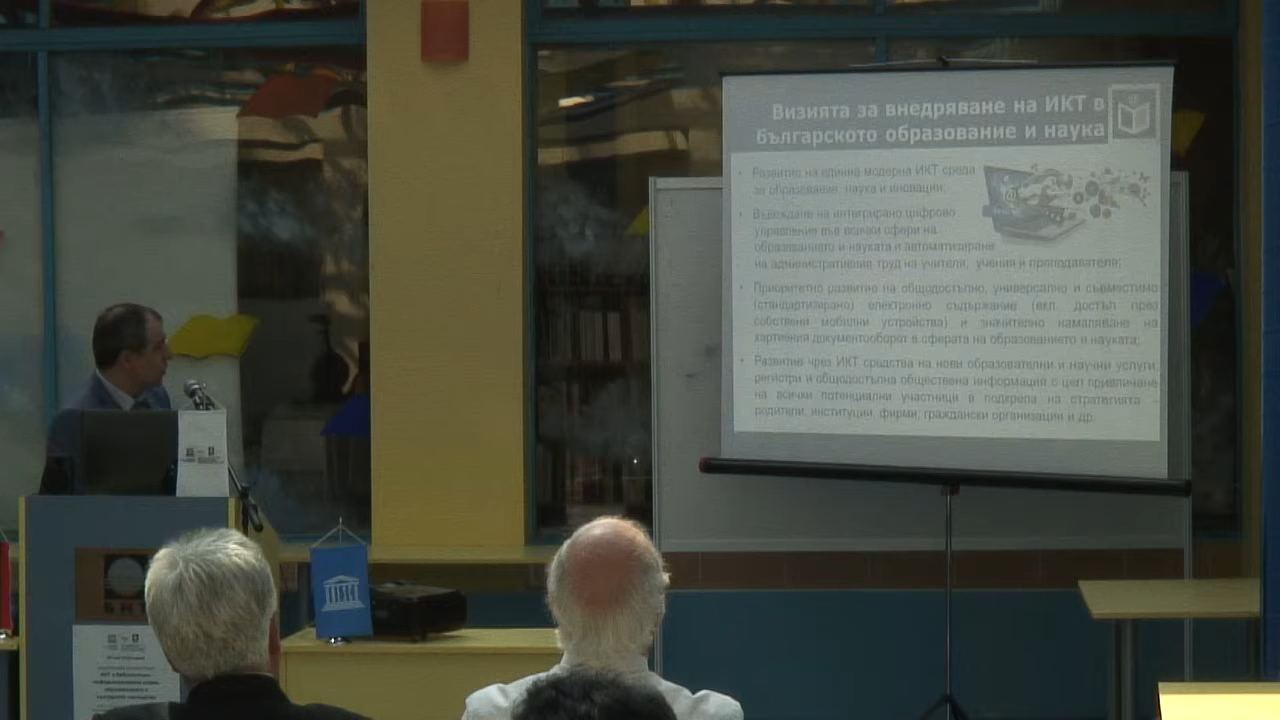 Визията за внедряване на ИКТ в
българското образование и наука
• Развитие на единна модерна ИКТ среда
за образование, наука и иновации;
• Въвеждане на интегрирано цифрово
управление във всички сфери на
образованието и науката и автоматизиране
на административния труд на учители, учения и преподаватели;
• Приоритетно развитие на общодостъпно, универсално и съвместимо
(стандартизирано) електронно съдържание (вкл. достъп през
собствени мобилни устройства) и значително намаляване на
хартиения документооборот в сферата на образованието и науката;
• Развитие чрез ИКТ средства на нови образователни и научни услуги,
регистри и общодостъпна обществена информация с цел привличане
на всички потенциални участници в подкрепа на стратегията –
родители, институции, фирми, граждански организации и др.